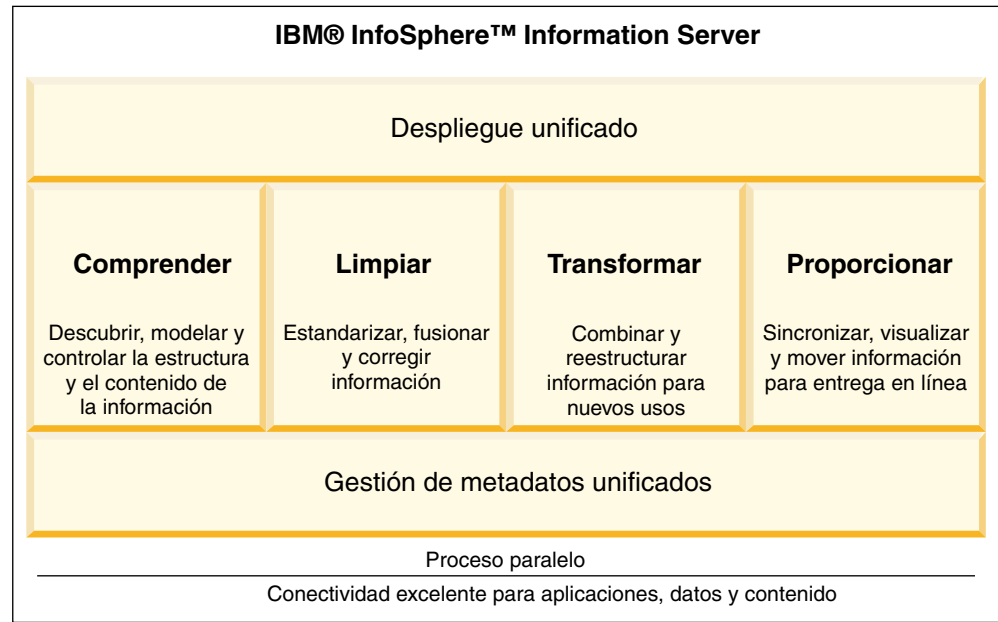 IBM® InfoSphere™ Information Server
Despliegue unificado
Comprender
Descubrir, modelar y
controlar la estructura
y el contenido de
la información
Limpiar
Estandarizar, fusionar
y corregir
información
Transformar
Combinar y
reestructurar
información para
nuevos usos
Proporcionar
Sincronizar, visualizar
y mover información
para entrega en línea
Gestión de metadatos unificados
Proceso paralelo
Conectividad excelente para aplicaciones, datos y contenido